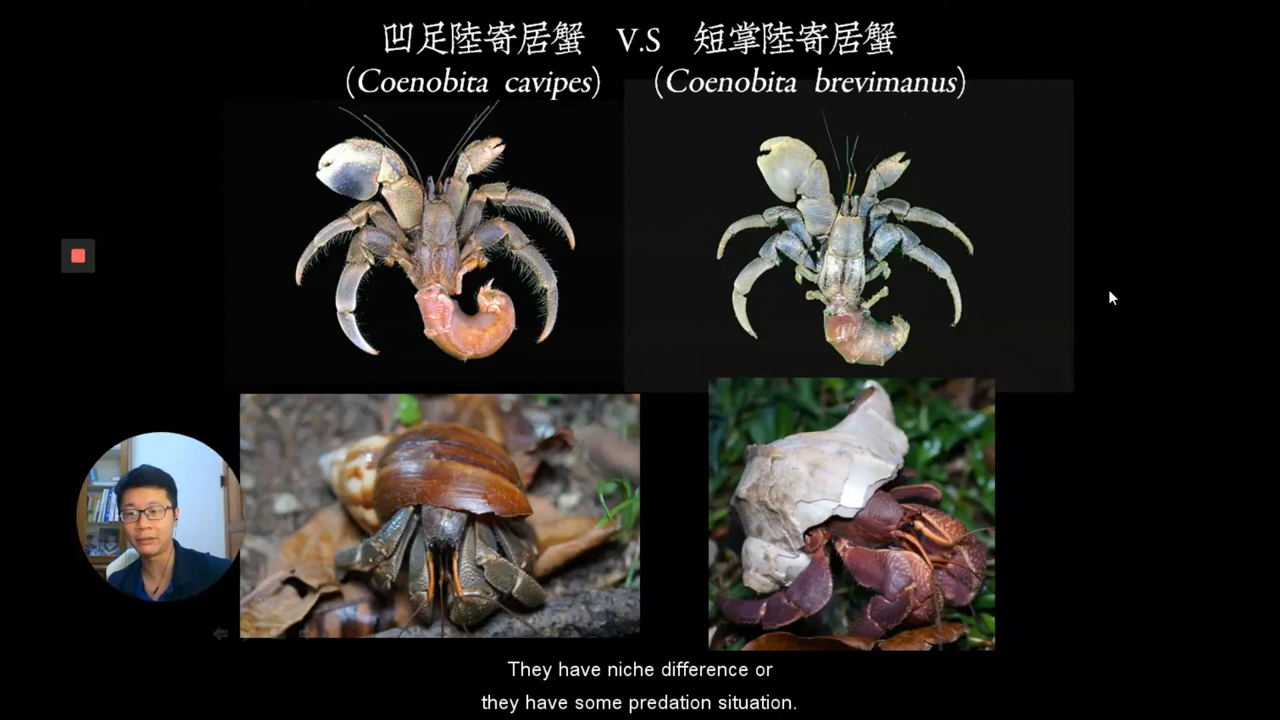 凹足陸寄居蟹 V.S 短掌陸寄居蟹
(Coenobita cavipes) (Coenobita brevimanus)
They have niche difference or
they have some predation situation.